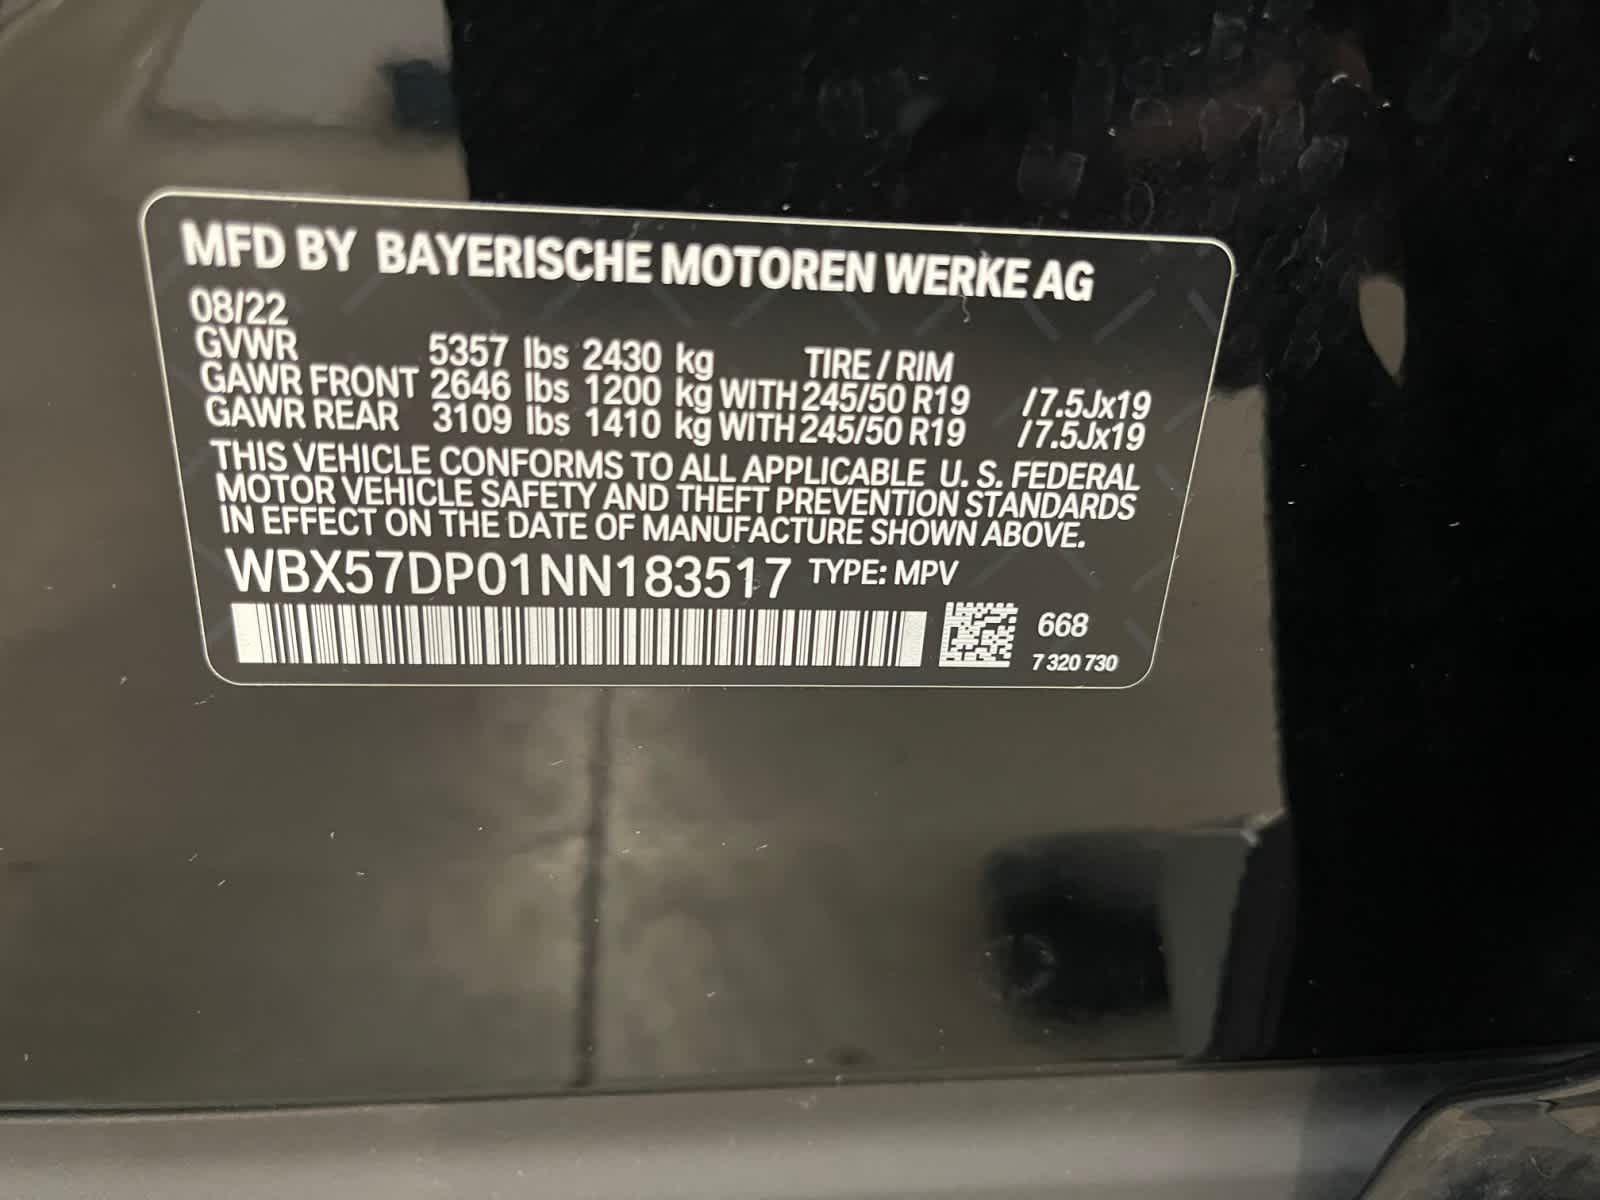 MFD BY BAYERISCHE MOTOREN WERKE AG
08/22
GVWR 5357 lbs 2430 kg TIRE / RIM
GAWR FRONT 2646 lbs 1200 kg WITH 245/50 R19 /7.5Jx19
GAWR REAR 3109 lbs 1410 kg WITH 245/50 R19 /7.5Jx19
THIS VEHICLE CONFORMS TO ALL APPLICABLE U. S. FEDERAL
MOTOR VEHICLE SAFETY AND THEFT PREVENTION STANDARDS
IN EFFECT ON THE DATE OF MANUFACTURE SHOWN ABOVE.
WBX57DP01NN183517 TYPE: MPV
668
7 320 730